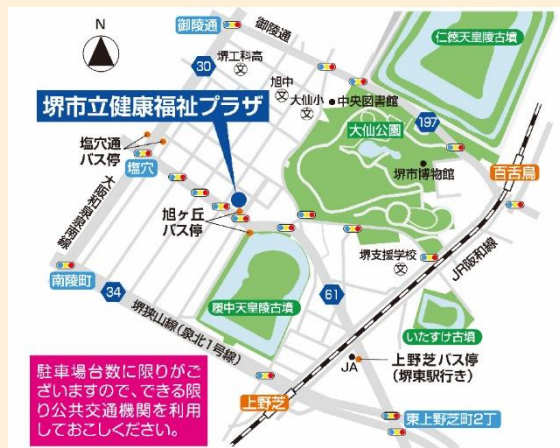 御陵通
御陵通
仁徳天皇陵古墳
N
30
堺工科高
文
旭中
文
大仙小
文
中央図書館
堺市立健康福祉プラザ
大仙公園
197
塩穴通
バス停
塩穴
堺市博物館
百舌鳥
大阪和泉泉南線
旭ヶ丘
バス停
堺支援学校
文
JR阪和線
南陵町
34
履中天皇陵古墳
61
堺狭山線(泉北1号線)
いたすけ古墳
JA
上野芝バス停
(堺東駅行き)
上野芝
東上野芝町2丁
駐車場台数に限りがご
ざいますので、できる限
り公共交通機関を利用
しておこしください。